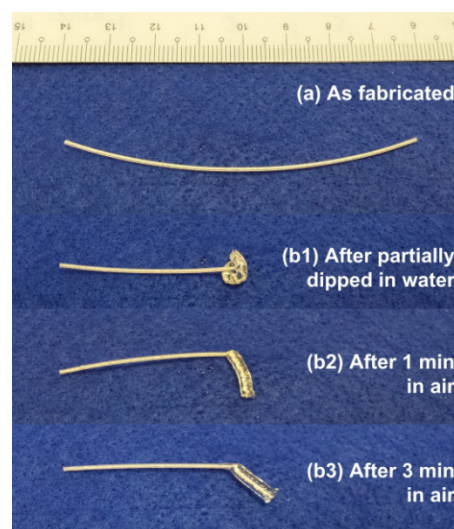 15 14 13 12 11 10 9 8 7 6
(a) As fabricated
(b1) After partially
dipped in water
(b2) After 1 min
in air
(b3) After 3 min
in air